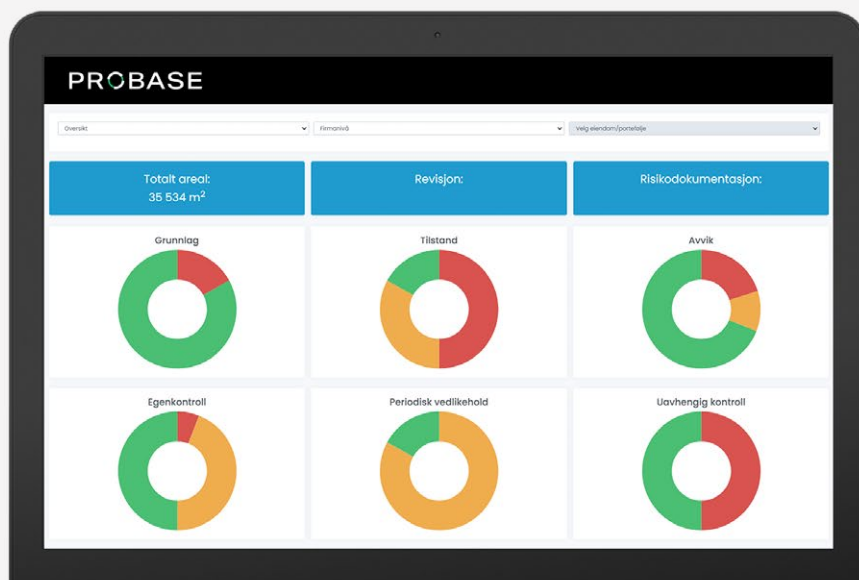 PROBASE
Oversikt
Firmanivå
Velg eiendom/portefølje
Totalt areal:
35 534 m²
Revisjon:
Risikodokumentasjon:
Grunnlag
Tilstand
Avvik
Egenkontroll
Periodisk vedlikehold
Uavhengig kontroll